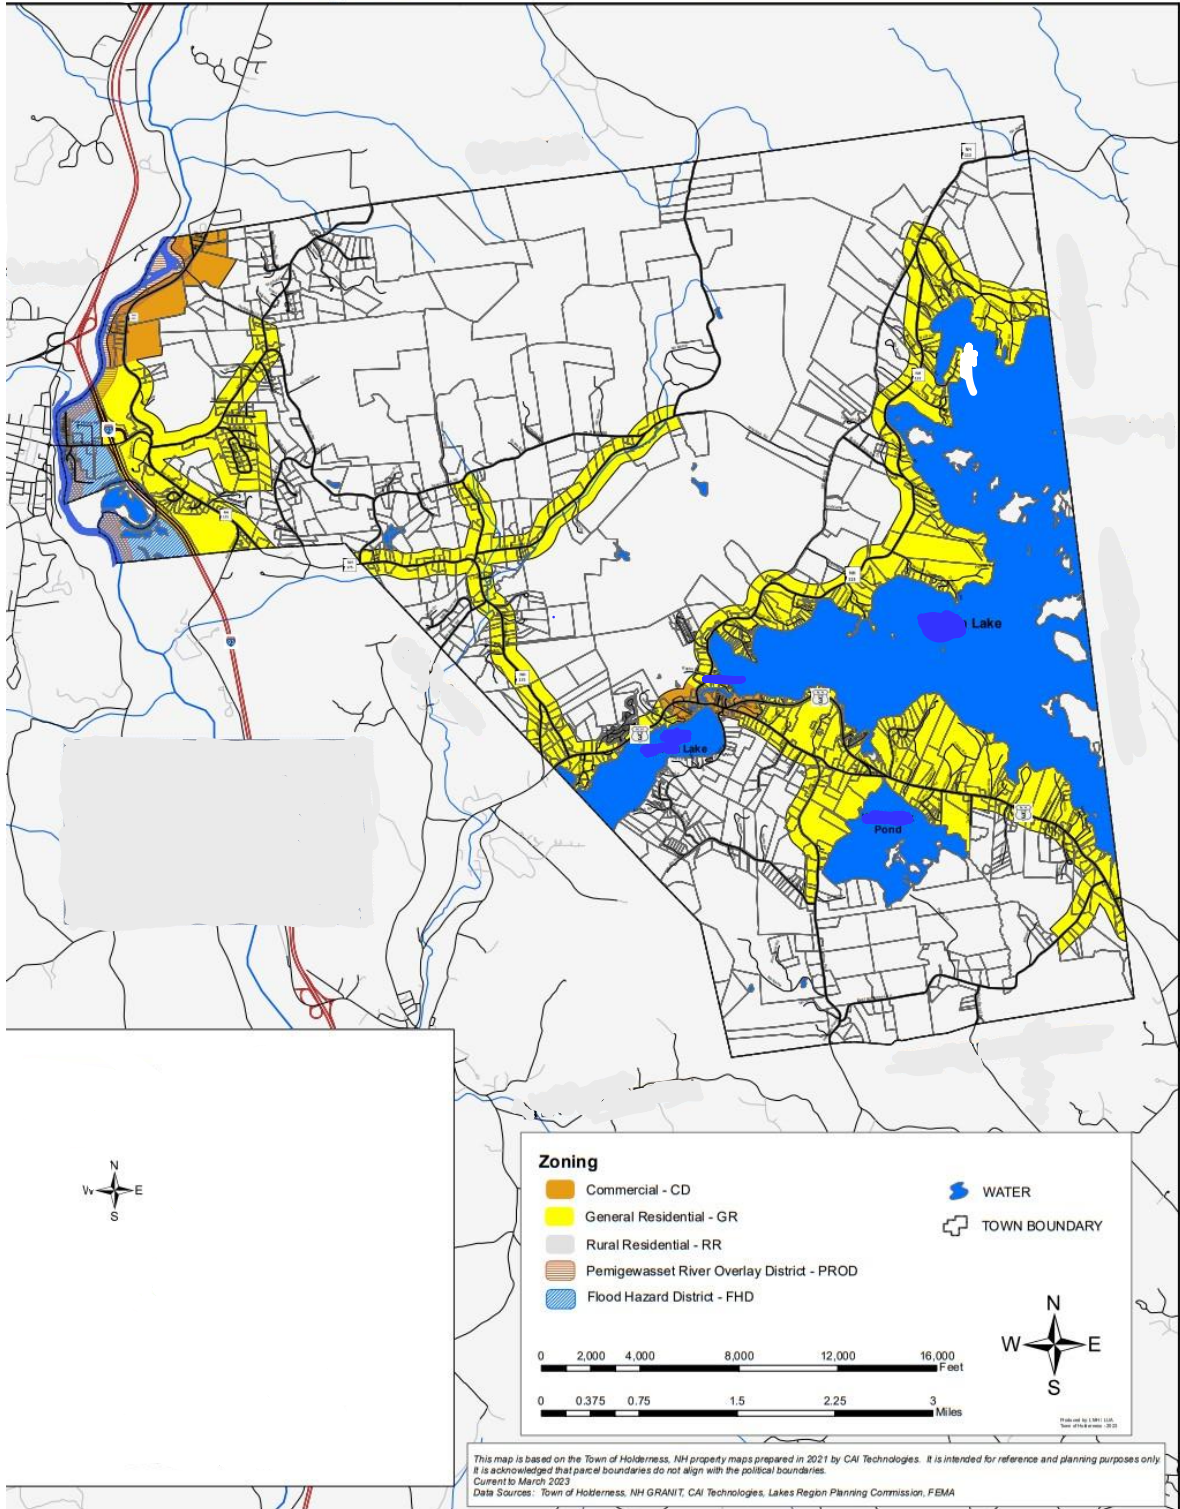 Lake
Lake
Pond
3
3
3
N
W E
S
Zoning
Commercial - CD
General Residential - GR
Rural Residential - RR
Pemigewasset River Overlay District - PROD
Flood Hazard District - FHD
WATER
TOWN BOUNDARY
N
W E
S
0 2,000 4,000 8,000 12,000 16,000
Feet
0 0.375 0.75 1.5 2.25 3
Miles
This map is based on the Town of Holderness, NH property maps prepared in 2021 by CAI Technologies. It is intended for reference and planning purposes only.
It is acknowledged that parcel boundaries do not align with the political boundaries.
Current to March 2023
Data Sources: Town of Holderness, NH GRANIT, CAI Technologies, Lakes Region Planning Commission, FEMA